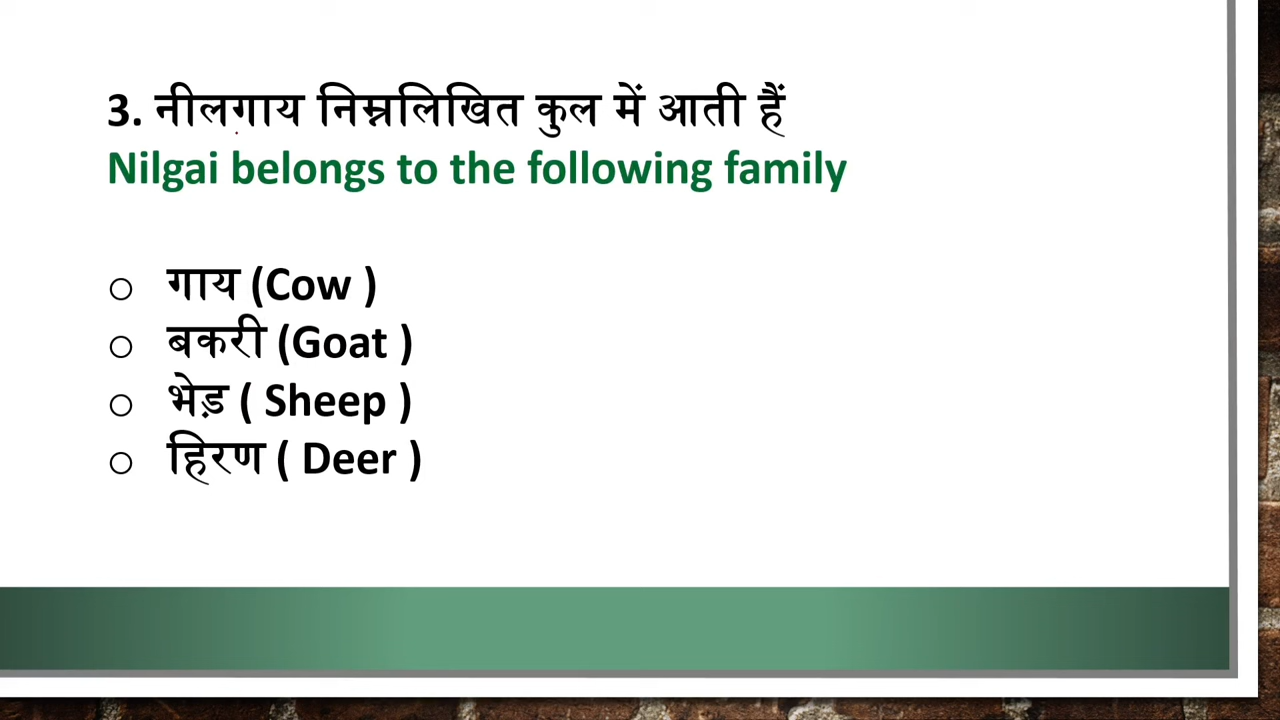 3. नीलगाय निम्नलिखित कुल में आती हैं
Nilgai belongs to the following family
○ गाय (Cow )
○ बकरी (Goat )
○ भेड़ ( Sheep )
○ हिरण ( Deer )